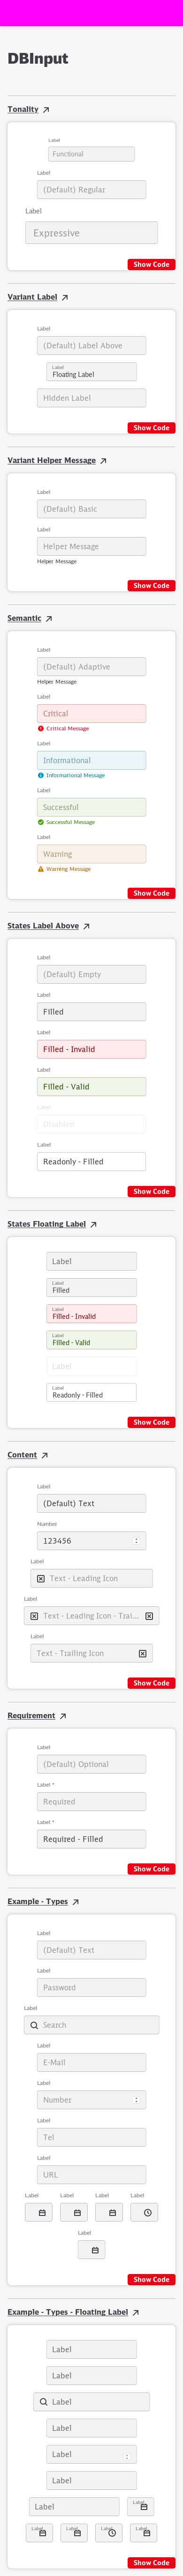 DBInput
Tonality
Label
Functional
Label
(Default) Regular
Label
Expressive
Show Code
Variant Label
Label
(Default) Label Above
Label
Floating Label
Hidden Label
Show Code
Variant Helper Message
Label
(Default) Basic
Label
Helper Message
Helper Message
Show Code
Semantic
Label
(Default) Adaptive
Helper Message
Label
Critical
Critical Message
Label
Informational
Informational Message
Label
Successful
Successful Message
Label
Warning
Warning Message
Show Code
States Label Above
Label
(Default) Empty
Label
Filled
Label
Filled - Invalid
Label
Filled - Valid
Label
Disabled
Label
Readonly - Filled
Show Code
States Floating Label
Label
Label
Filled
Label
Filled - Invalid
Label
Filled - Valid
Label
Label
Readonly - Filled
Show Code
Content
Label
(Default) Text
Number
123456
Label
Text - Leading Icon
Label
Text - Leading Icon - Trai...
Label
Text - Trailing Icon
Show Code
Requirement
Label
(Default) Optional
Label *
Required
Label *
Required - Filled
Show Code
Example - Types
Label
(Default) Text
Label
Password
Label
Search
Label
E-Mail
Label
Number
Label
Tel
Label
URL
Label Label Label Label
Label
Show Code
Example - Types - Floating Label
Label
Label
Label
Label
Label
Label
Label Label
Label Label Label Label
Show Code